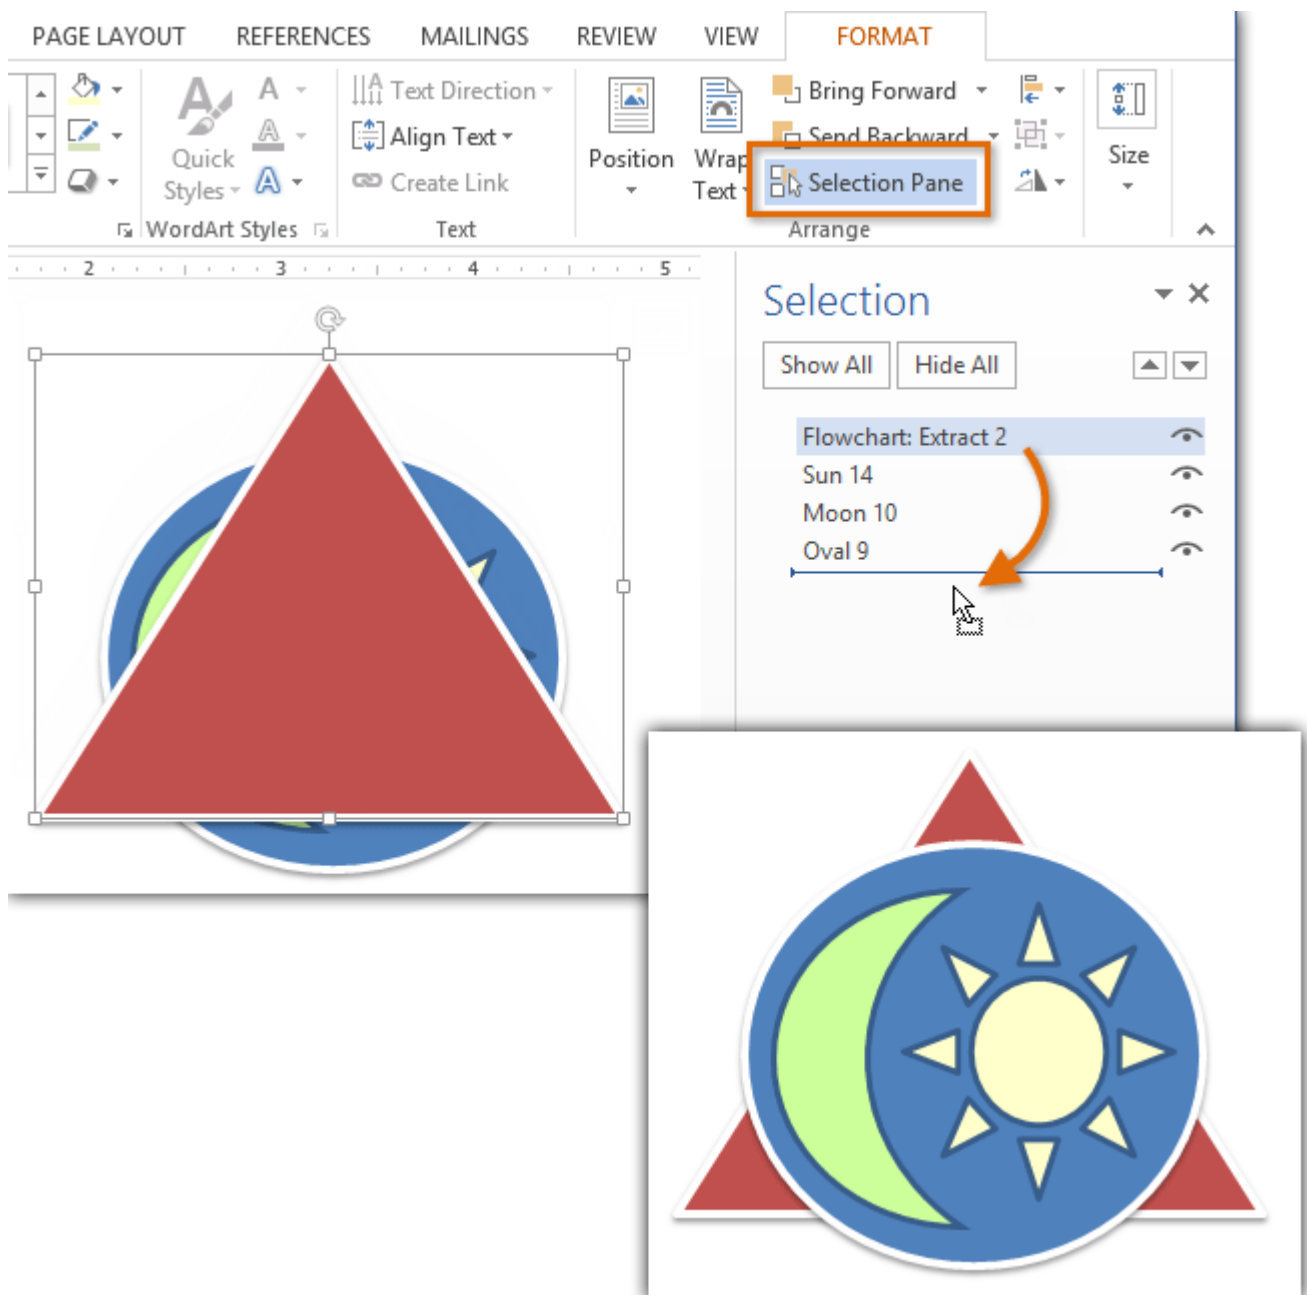 PAGE LAYOUT REFERENCES MAILINGS REVIEW VIEW FORMAT
A Text Direction Bring Forward
Align Text Send Backward
Quick Styles Create Link Position Wrap Text Selection Pane Size
WordArt Styles Text Arrange
2 3 4 5
Selection
Show All Hide All
Flowchart: Extract 2
Sun 14
Moon 10
Oval 9